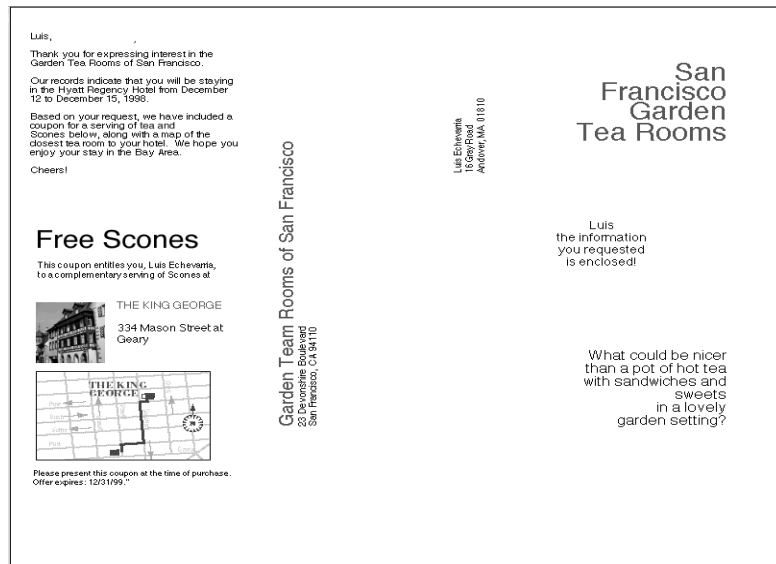 Luis,
Thank you for expressing interest in the
Garden Tea Rooms of San Francisco.
Our records indicate that you will be staying
in the Hyatt Regency Hotel from December
12 to December 15, 1998.
Based on your request, we have included a
coupon for a serving of tea and
Scones below, along with a map of the
closest tea room to your hotel. We hope you
enjoy your stay in the Bay Area.
Cheers!
Free Scones
This coupon entitles you, Luis Echevarria,
to a complementary serving of Scones at
THE KING GEORGE
334 Mason Street at
Geary
THE KING
GEORGE
Post
Please present this coupon at the time of purchase.
Offer expires: 12/31/99."
Garden Team Rooms of San Francisco
23 Devonshire Boulevard
San Francisco, CA 94110
Luis Echevarria
16 Gray Road
Andover, MA 01810
San
Francisco
Garden
Tea Rooms
Luis
the information
you requested
is enclosed!
What could be nicer
than a pot of hot tea
with sandwiches and
sweets
in a lovely
garden setting?